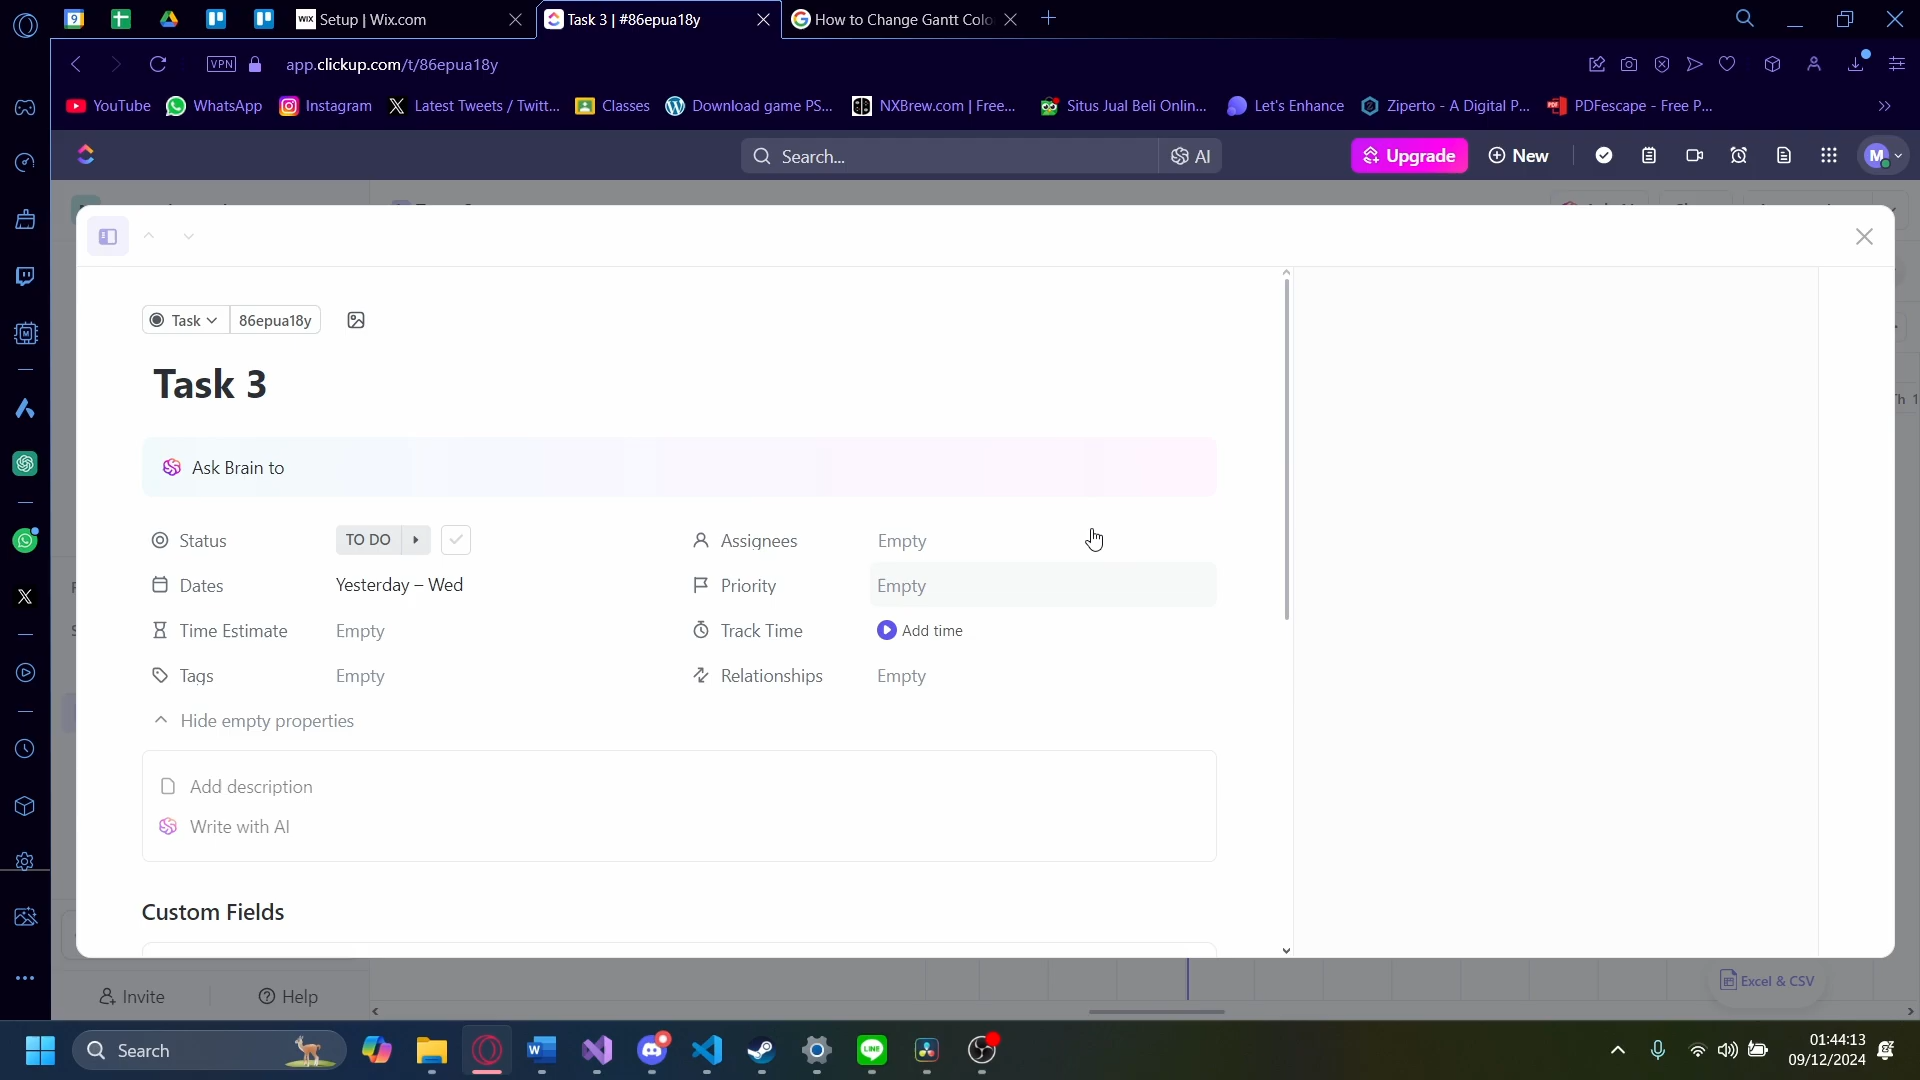 Setup | Wix.com
Task 3 | #86epua18y
How to Change Gantt Colo
VPN
app.clickup.com/t/86epua18y
YouTube
WhatsApp
Instagram
Latest Tweets / Twitt...
Classes
Download game PS...
NXBrew.com | Free...
Situs Jual Beli Onlin...
Let's Enhance
Ziperto - A Digital P...
PDFescape - Free P...
Search...
AI
Upgrade
New
M
Task
86epua18y
Task 3
Ask Brain to
Status
TO DO
Assignees
Empty
Dates
Yesterday – Wed
Priority
Empty
Time Estimate
Empty
Track Time
Add time
Tags
Empty
Relationships
Empty
Hide empty properties
Add description
Write with AI
Custom Fields
Invite
Help
Excel & CSV
Search
01:44:13
09/12/2024